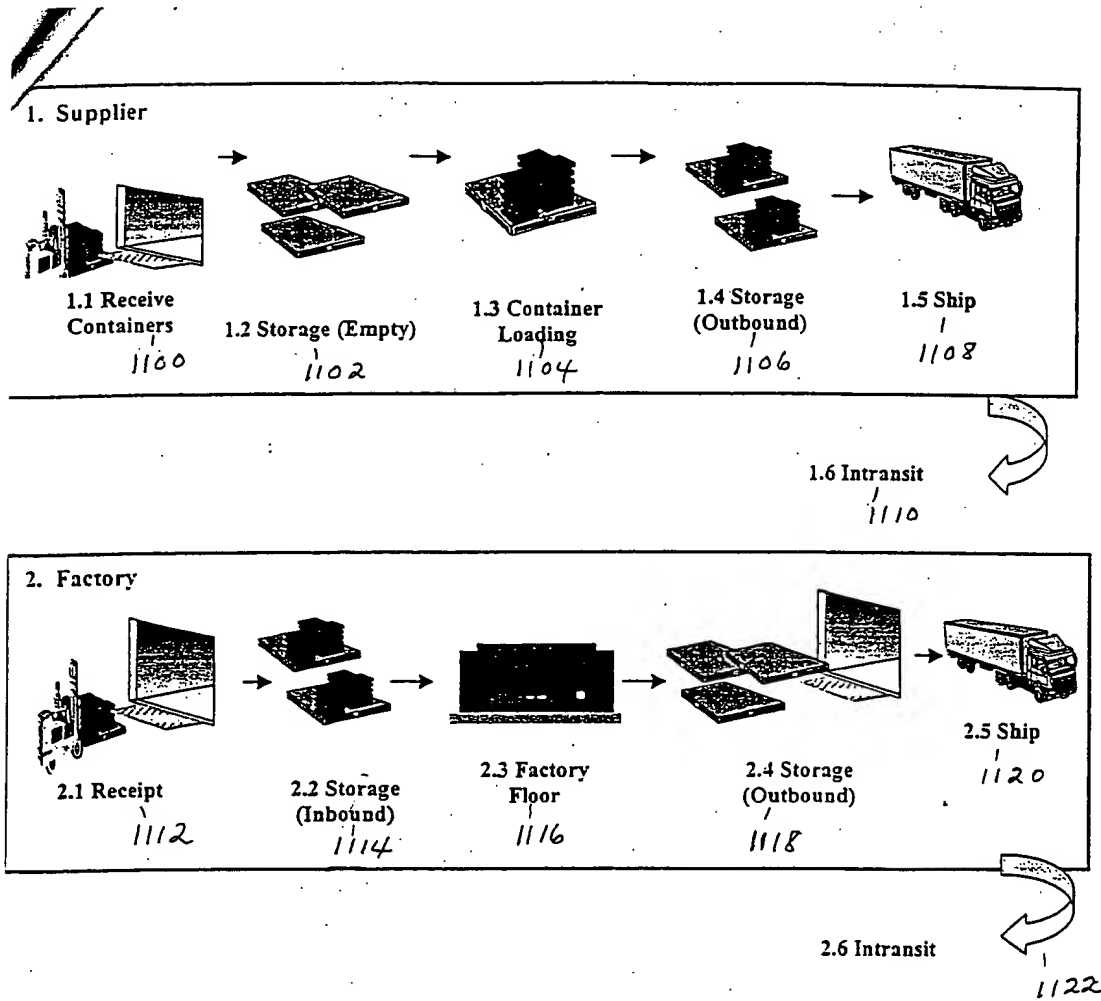 1. Supplier
1.1 Receive
Containers
1100
1.2 Storage (Empty)
1102
1.3 Container
Loading
1104
1.4 Storage
(Outbound)
1106
1.5 Ship
1108
1.6 Intransit
1110
2. Factory
2.1 Receipt
1112
2.2 Storage
(Inbound)
1114
2.3 Factory
Floor
1116
2.4 Storage
(Outbound)
1118
2.5 Ship
1120
2.6 Intransit
1122